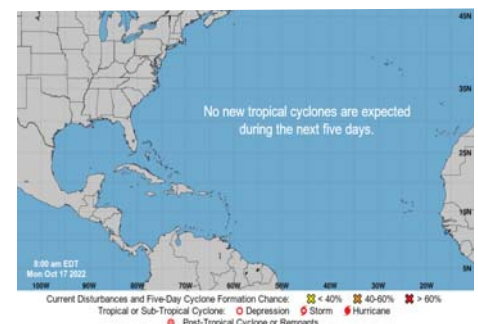 45N
35N
No new tropical cyclones are expected
during the next five days.
25N
10N
8:00 am EDT
Mon Oct 17 2022
5N
100W 90W 80W 70W 60W 50W 40W 30W 20W
Current Disturbances and Five-Day Cyclone Formation Chance: < 40% 40-60% > 60%
Tropical or Sub-Tropical Cyclone: Depression Storm Hurricane
Post-Tropical Cyclone or Remnants